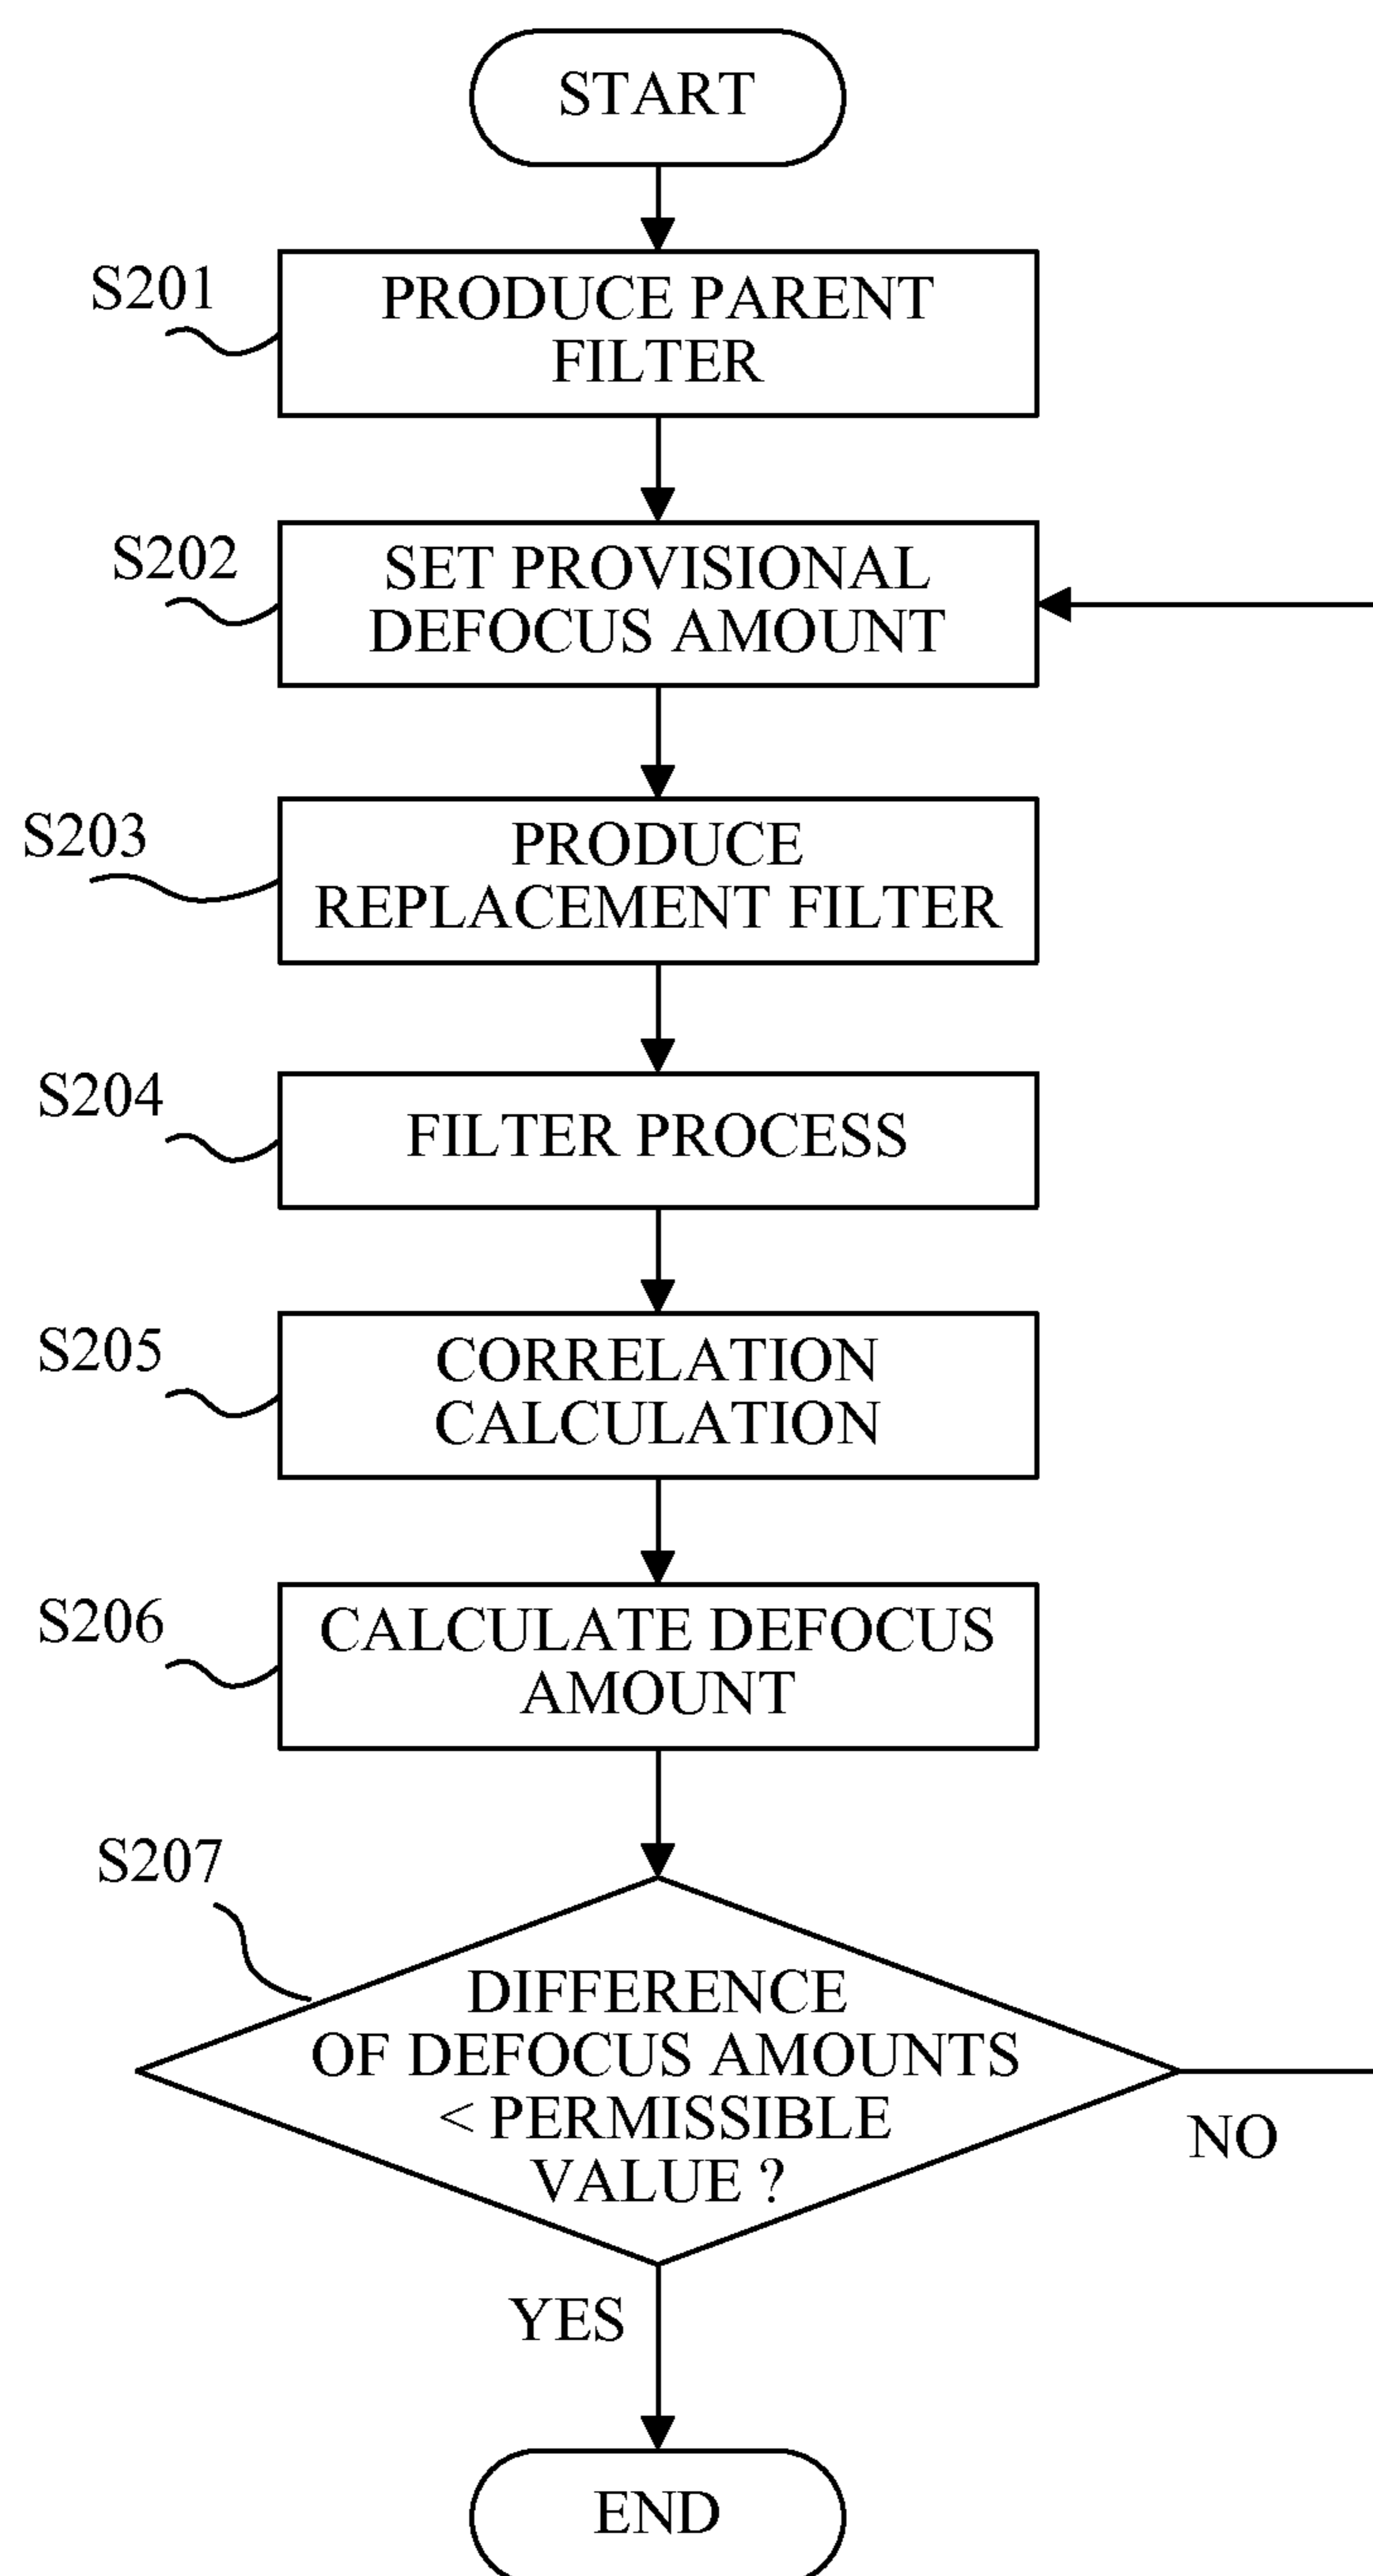 START
S201
PRODUCE PARENT
FILTER
S202
SET PROVISIONAL
DEFOCUS AMOUNT
S203
PRODUCE
REPLACEMENT FILTER
S204
FILTER PROCESS
S205
CORRELATION
CALCULATION
S206
CALCULATE DEFOCUS
AMOUNT
S207
DIFFERENCE
OF DEFOCUS AMOUNTS
< PERMISSIBLE
VALUE ?
NO
YES
END